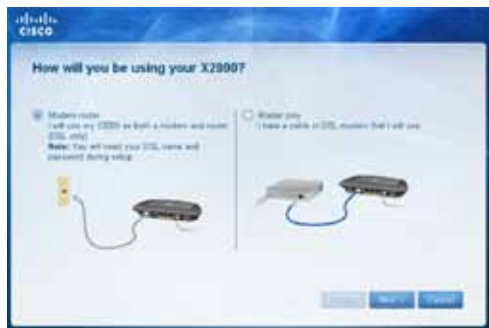 CISCO
How will you be using your X2000?
Modem router
I will use my X2000 as both a modem and router
(DSL only)
Note: You will need your DSL name and
password during setup.
Router only
I have a cable or DSL modem that I will use.
Next
Cancel